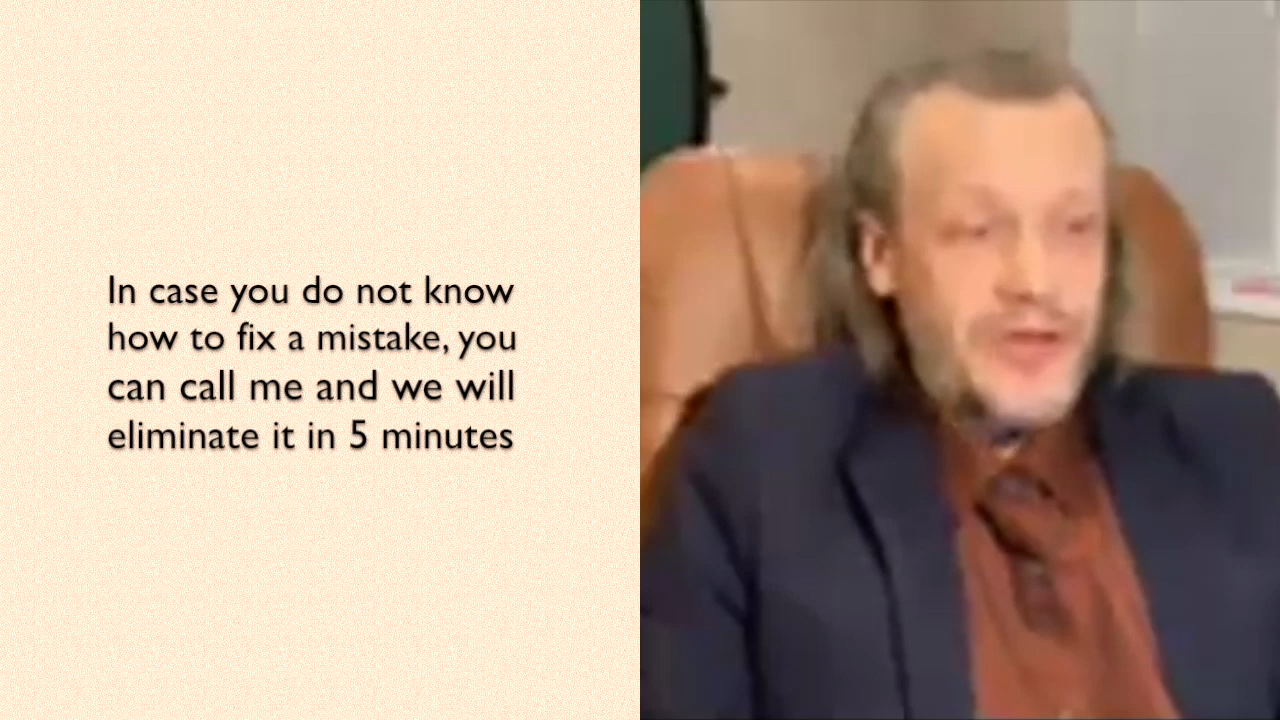 In case you do not know
how to fix a mistake, you
can call me and we will
eliminate it in 5 minutes